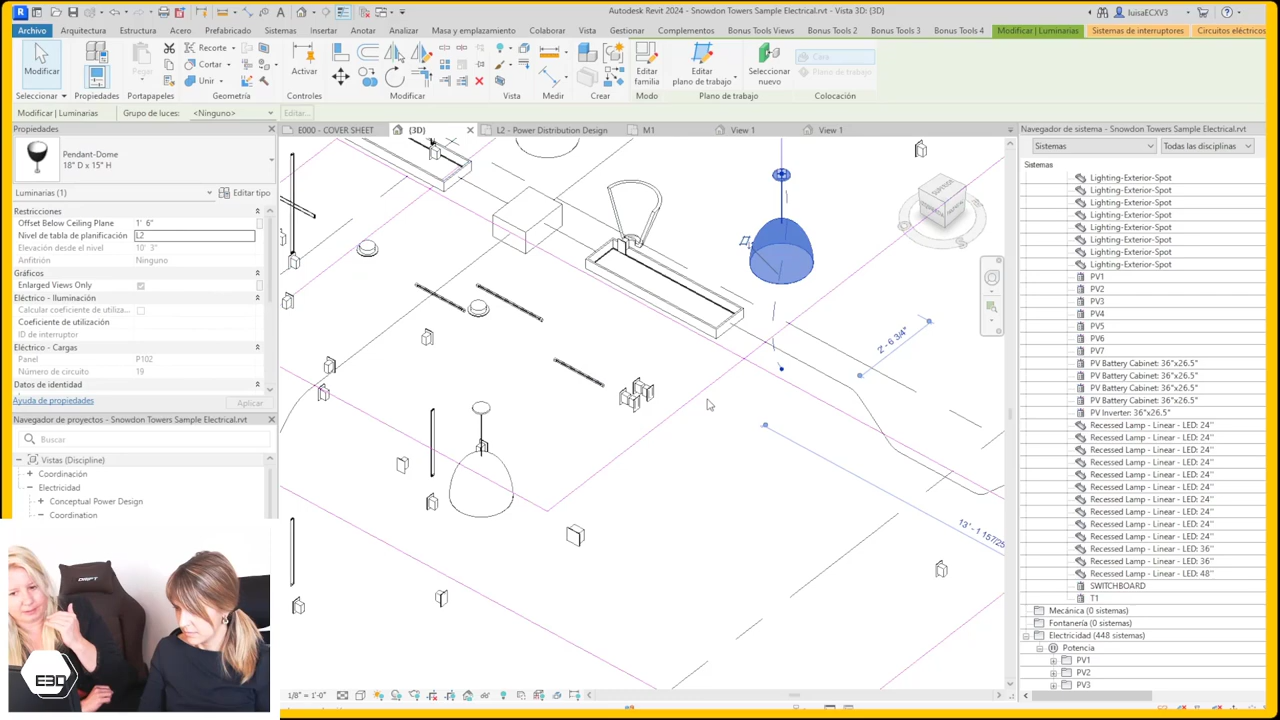 Autodesk Revit 2024 - Snowdon Towers Sample Electrical.rvt - Vista 3D: {3D}
luisaECXV3
Archivo Arquitectura Estructura Acero Prefabricado Sistemas Insertar Anotar Analizar Masa y emplazamiento Colaborar Vista Gestionar Complementos Bonus Tools Views Bonus Tools 2 Bonus Tools 3 Bonus Tools 4 Modificar | Luminarias Sistemas de interruptores Circuitos eléctricos
Modificar
Propiedades
Pegar
Recorte
Cortar
Unir
Activar
Editar familia
Editar plano de trabajo
Seleccionar nuevo
Cara
Plano de trabajo
Seleccionar Propiedades Portapapeles Geometría Controles Modificar Vista Medir Crear Modo Plano de trabajo Colocación
Modificar | Luminarias Grupo de luces: <Ninguno> Editar...
Propiedades
E000 - COVER SHEET {3D} L2 - Power Distribution Design M1 View 1 View 1
Navegador de sistema - Snowdon Towers Sample Electrical.rvt
Pendant-Dome
18" D x 15" H
Luminarias (1) Editar tipo
Restricciones
Offset Below Ceiling Plane 1' 6"
Nivel de tabla de planificación L2
Elevación desde el nivel 10' 3"
Anfitrión Ninguno
Gráficos
Enlarged Views Only
Eléctrico - Iluminación
Calcular coeficiente de utiliza...
Coeficiente de utilización
ID de interruptor
Eléctrico - Cargas
Panel P102
Número de circuito 19
Datos de identidad
Ayuda de propiedades Aplicar
Navegador de proyectos - Snowdon Towers Sample Electrical.rvt
Buscar
Vistas (Discipline)
Coordinación
Electricidad
Conceptual Power Design
Coordination
DRIFT
E3D
SUPERIOR
2' - 6 3/4"
13' - 1 157/25
1/8" = 1'-0"
Sistemas Todas las disciplinas
Sistemas
Lighting-Exterior-Spot
Lighting-Exterior-Spot
Lighting-Exterior-Spot
Lighting-Exterior-Spot
Lighting-Exterior-Spot
Lighting-Exterior-Spot
Lighting-Exterior-Spot
Lighting-Exterior-Spot
PV1
PV2
PV3
PV4
PV5
PV6
PV7
PV Battery Cabinet: 36"x26.5"
PV Battery Cabinet: 36"x26.5"
PV Battery Cabinet: 36"x26.5"
PV Battery Cabinet: 36"x26.5"
PV Inverter: 36"x26.5"
Recessed Lamp - Linear - LED: 24"
Recessed Lamp - Linear - LED: 24"
Recessed Lamp - Linear - LED: 24"
Recessed Lamp - Linear - LED: 24"
Recessed Lamp - Linear - LED: 24"
Recessed Lamp - Linear - LED: 24"
Recessed Lamp - Linear - LED: 24"
Recessed Lamp - Linear - LED: 24"
Recessed Lamp - Linear - LED: 24"
Recessed Lamp - Linear - LED: 24"
Recessed Lamp - Linear - LED: 36"
Recessed Lamp - Linear - LED: 36"
Recessed Lamp - Linear - LED: 48"
SWITCHBOARD
T1
Mecánica (0 sistemas)
Fontanería (0 sistemas)
Electricidad (448 sistemas)
Potencia
PV1
PV2
PV3